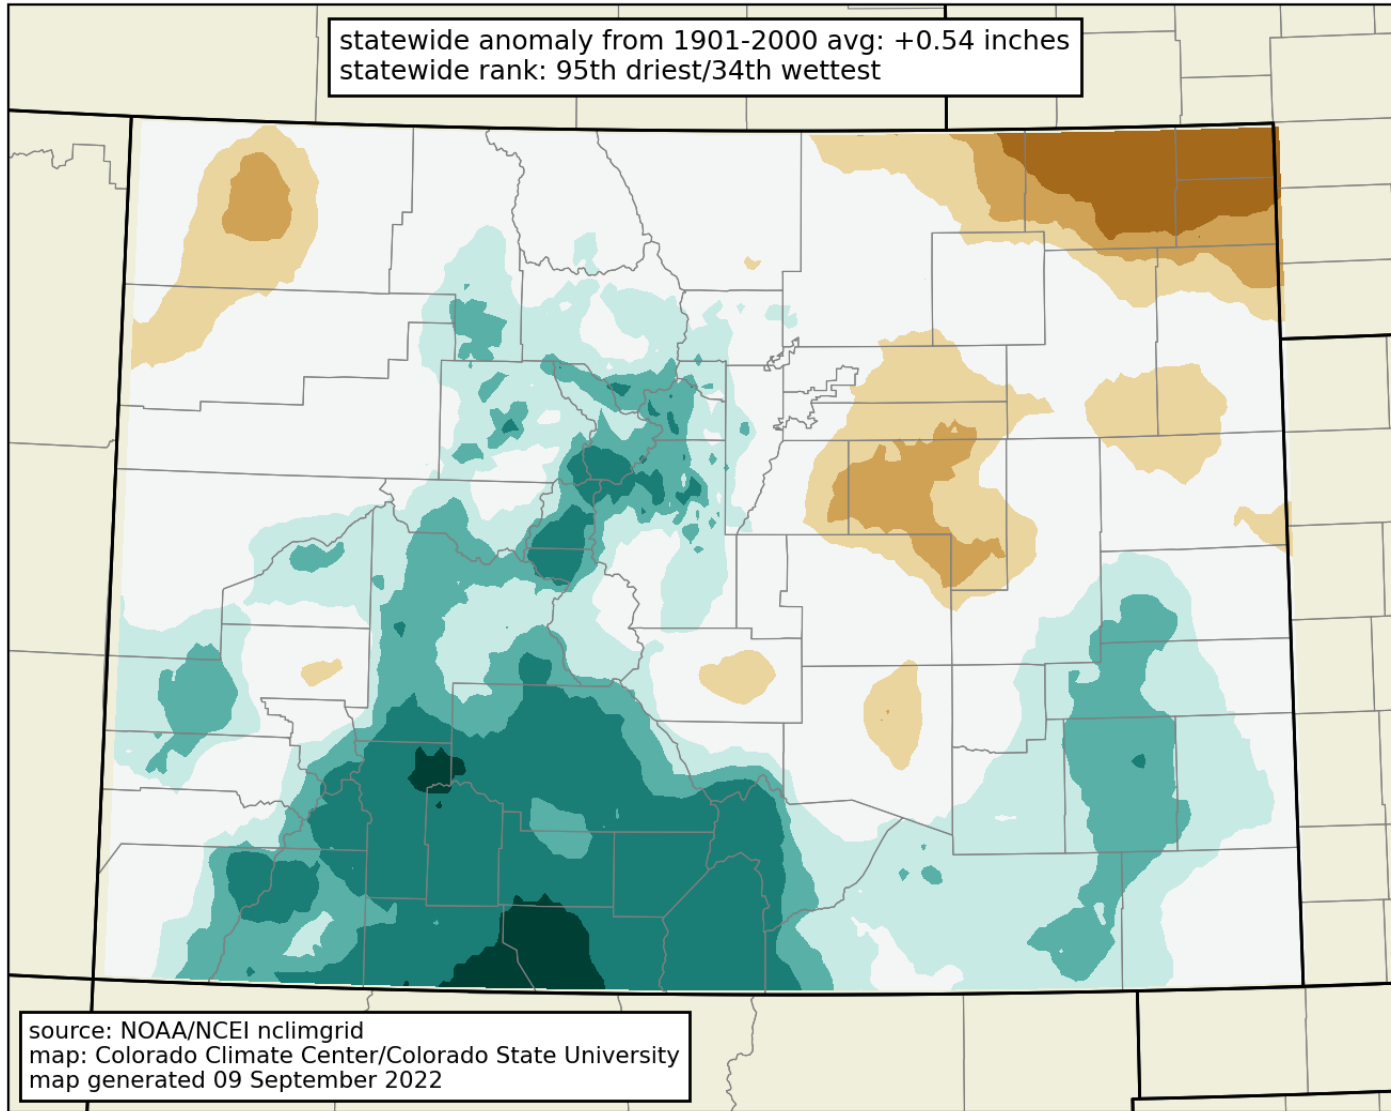 statewide anomaly from 1901-2000 avg: +0.54 inches
statewide rank: 95th driest/34th wettest
source: NOAA/NCEI nclimgrid
map: Colorado Climate Center/Colorado State University
map generated 09 September 2022